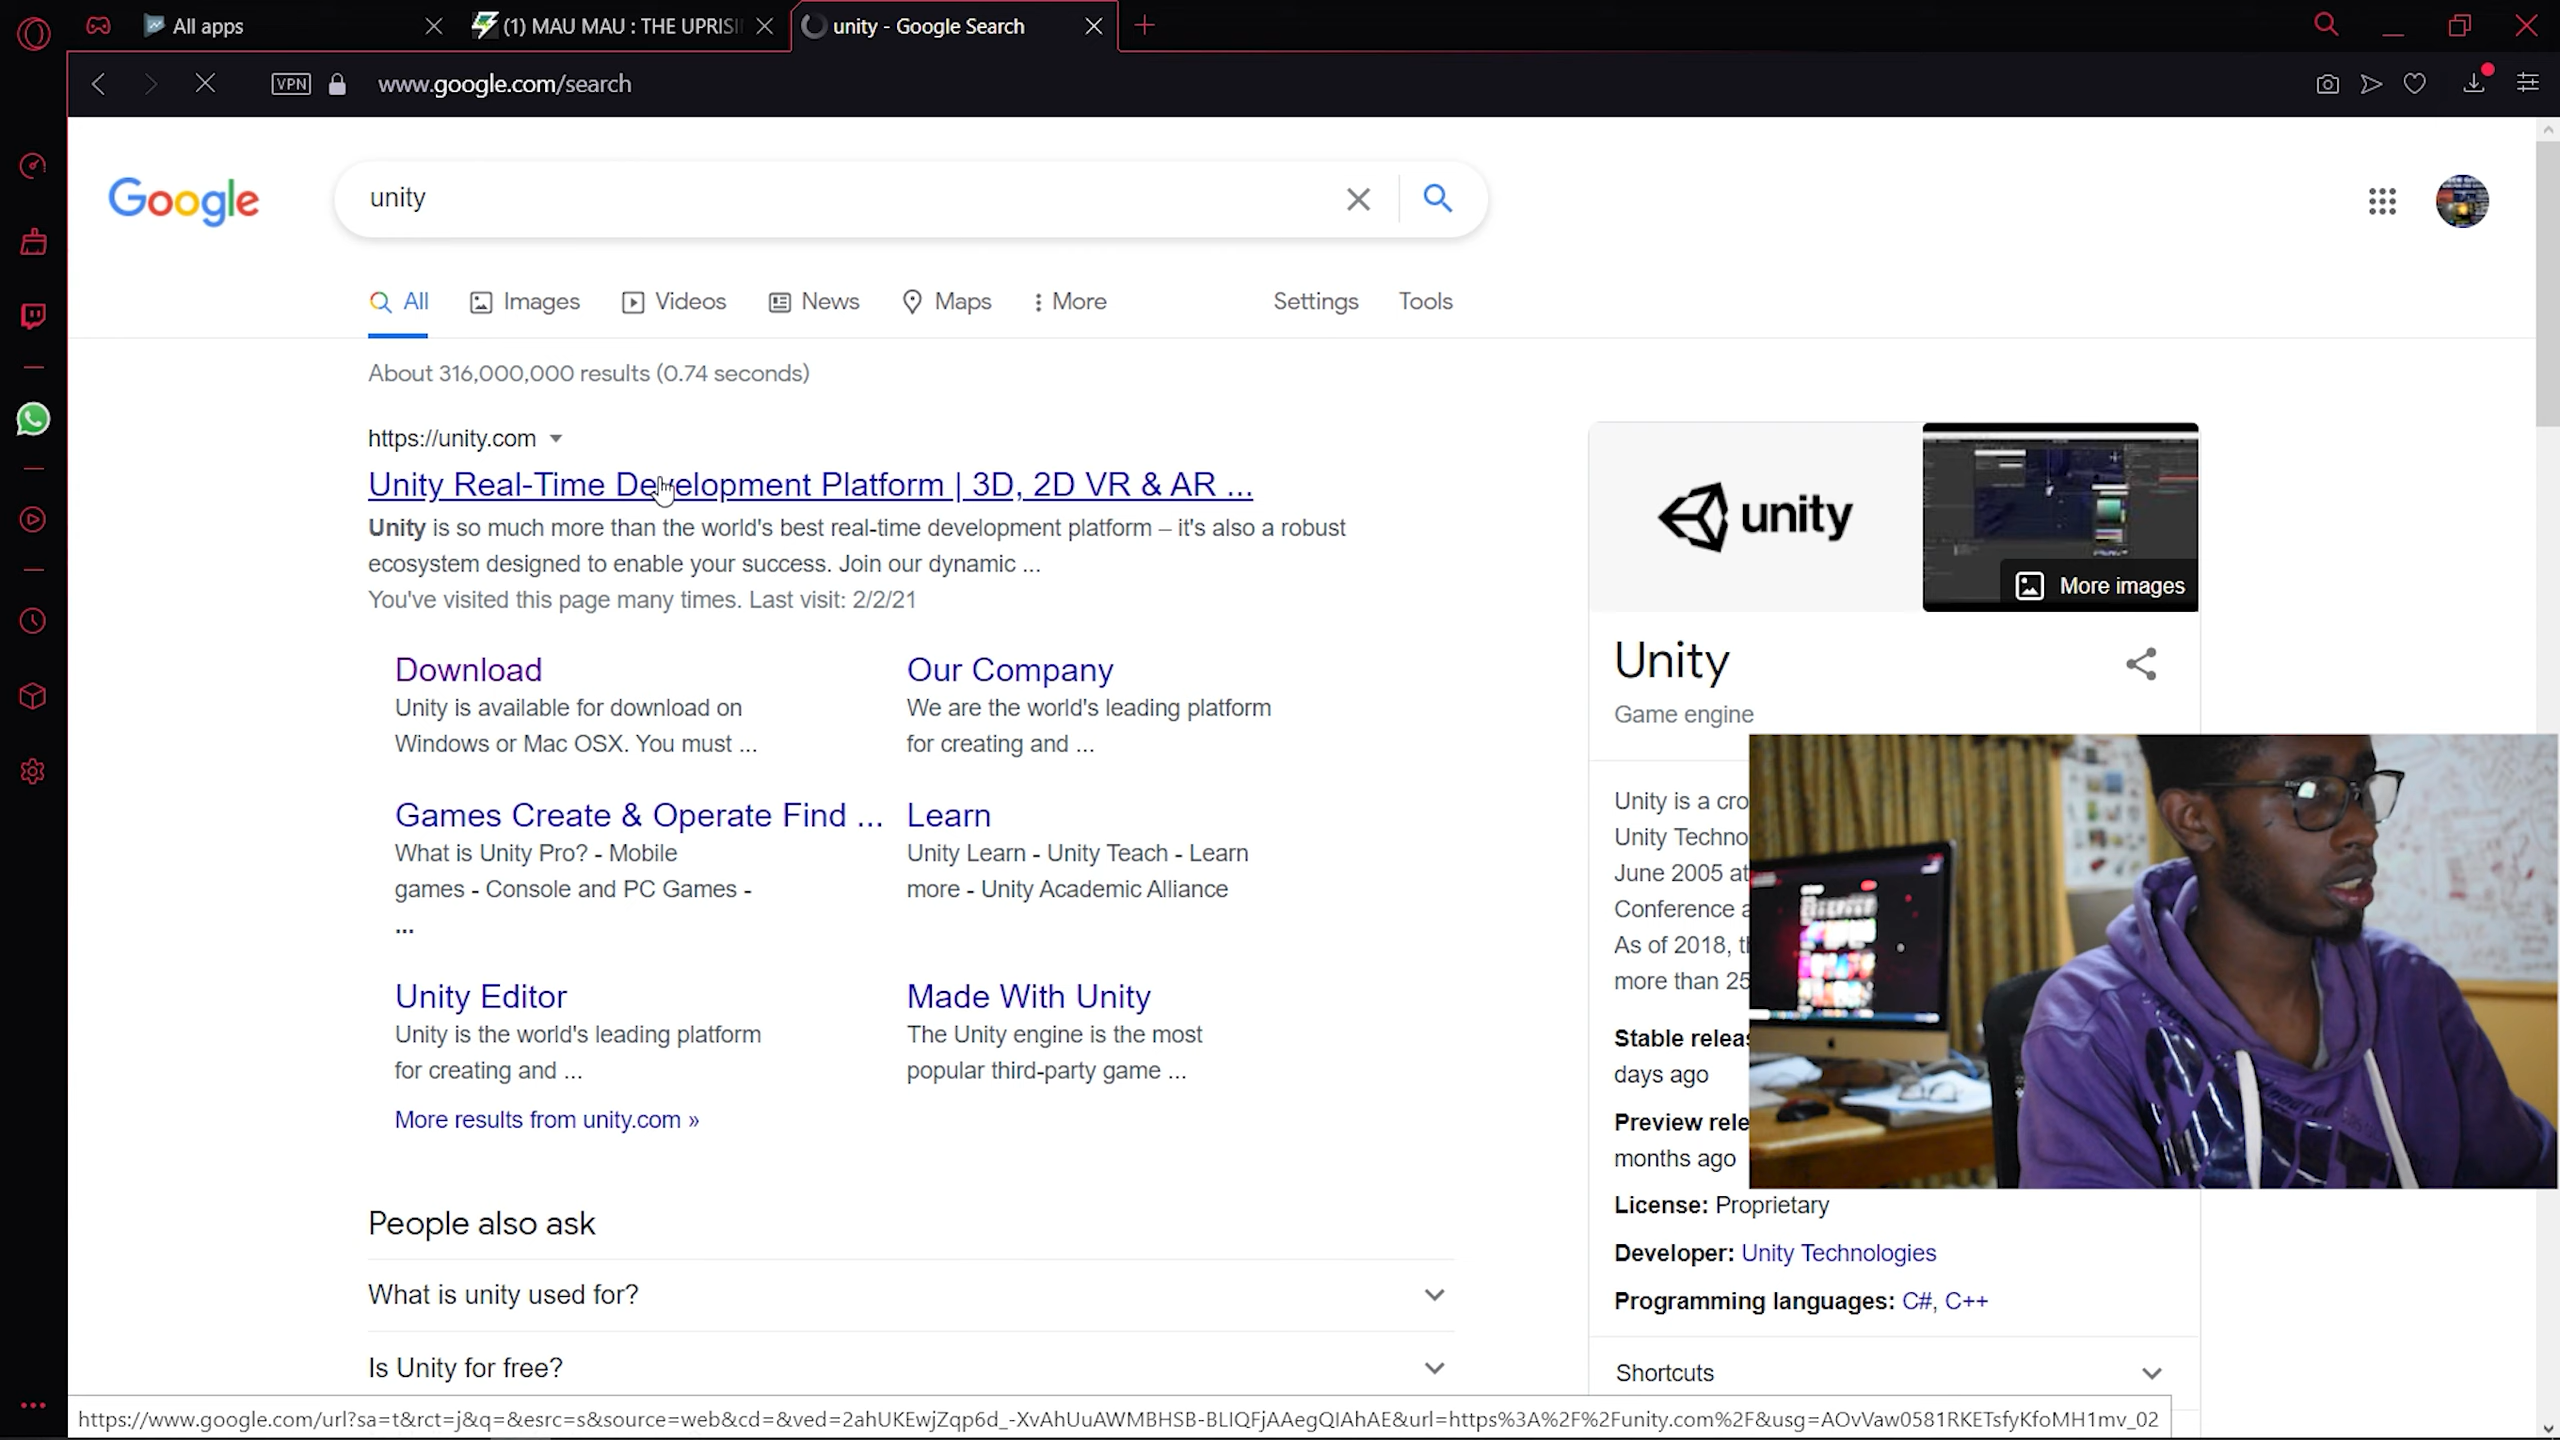 All apps
(1) MAU MAU : THE UPRISI
unity - Google Search
VPN
www.google.com/search
Google
unity
All
Images
Videos
News
Maps
More
Settings
Tools
About 316,000,000 results (0.74 seconds)
https://unity.com
Unity Real-Time Development Platform | 3D, 2D VR & AR ...
Unity is so much more than the world's best real-time development platform – it's also a robust
ecosystem designed to enable your success. Join our dynamic ...
You've visited this page many times. Last visit: 2/2/21
Download
Unity is available for download on
Windows or Mac OSX. You must ...
Our Company
We are the world's leading platform
for creating and ...
Games Create & Operate Find ...
What is Unity Pro? - Mobile
games - Console and PC Games -
...
Learn
Unity Learn - Unity Teach - Learn
more - Unity Academic Alliance
Unity Editor
Unity is the world's leading platform
for creating and ...
Made With Unity
The Unity engine is the most
popular third-party game ...
More results from unity.com »
People also ask
What is unity used for?
Is Unity for free?
unity
More images
Unity
Game engine
Unity is a cro
Unity Techno
June 2005 at
Conference a
As of 2018, t
more than 25
Stable releas
days ago
Preview rele
months ago
License: Proprietary
Developer: Unity Technologies
Programming languages: C#, C++
Shortcuts
https://www.google.com/url?sa=t&rct=j&q=&esrc=s&source=web&cd=&ved=2ahUKEwjZqp6d_-XvAhUuAWMBHSB-BLIQFjAAegQIAhAE&url=https%3A%2F%2Funity.com%2F&usg=AOvVaw0581RKETsfyKfoMH1mv_02